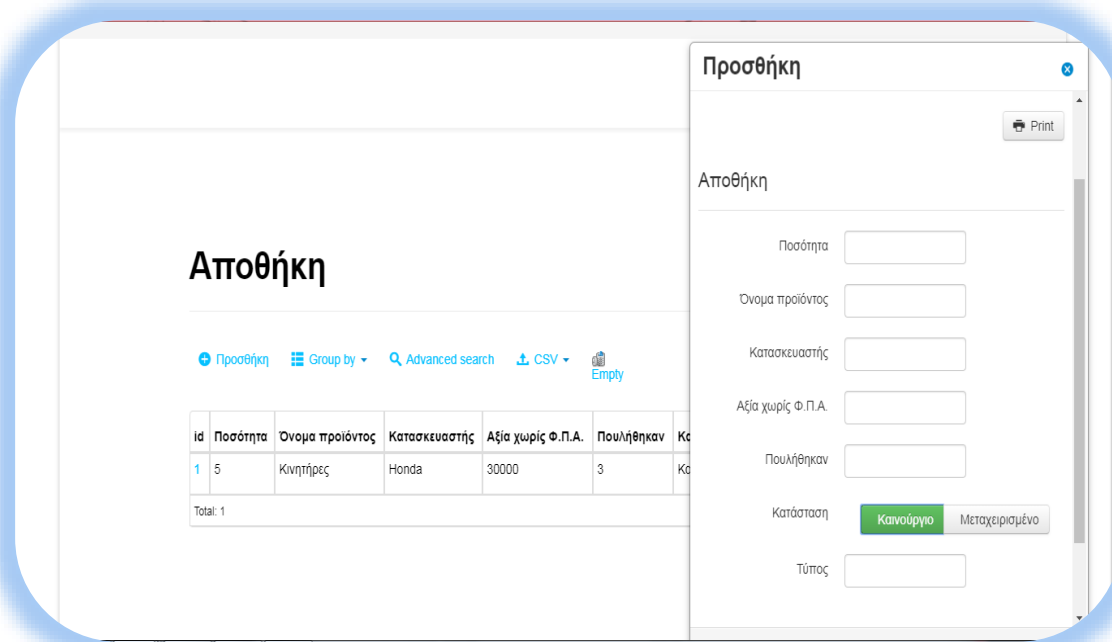 Προσθήκη
Print
Αποθήκη
Ποσότητα
Όνομα προϊόντος
Κατασκευαστής
Αξία χωρίς Φ.Π.Α.
Πουλήθηκαν
Κατάσταση Καινούργιο Μεταχειρισμένο
Τύπος
Αποθήκη
Προσθήκη Group by Advanced search CSV Empty
id Ποσότητα Όνομα προϊόντος Κατασκευαστής Αξία χωρίς Φ.Π.Α. Πουλήθηκαν
1 5 Κινητήρες Honda 30000 3
Total: 1